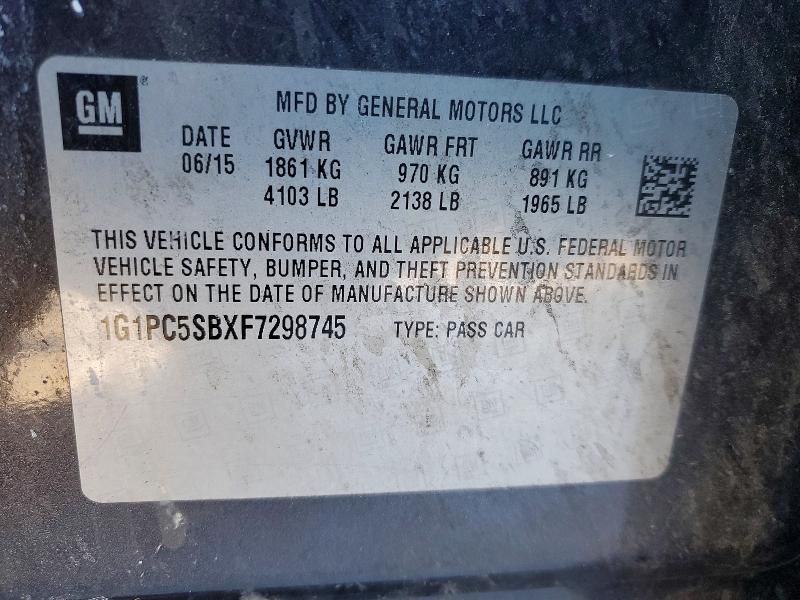 GM ®
MFD BY GENERAL MOTORS LLC
DATE GVWR GAWR FRT GAWR RR
06/15 1861 KG 970 KG 891 KG
4103 LB 2138 LB 1965 LB
THIS VEHICLE CONFORMS TO ALL APPLICABLE U.S. FEDERAL MOTOR
VEHICLE SAFETY, BUMPER, AND THEFT PREVENTION STANDARDS IN
EFFECT ON THE DATE OF MANUFACTURE SHOWN ABOVE.
1G1PC5SBXF7298745 TYPE: PASS CAR